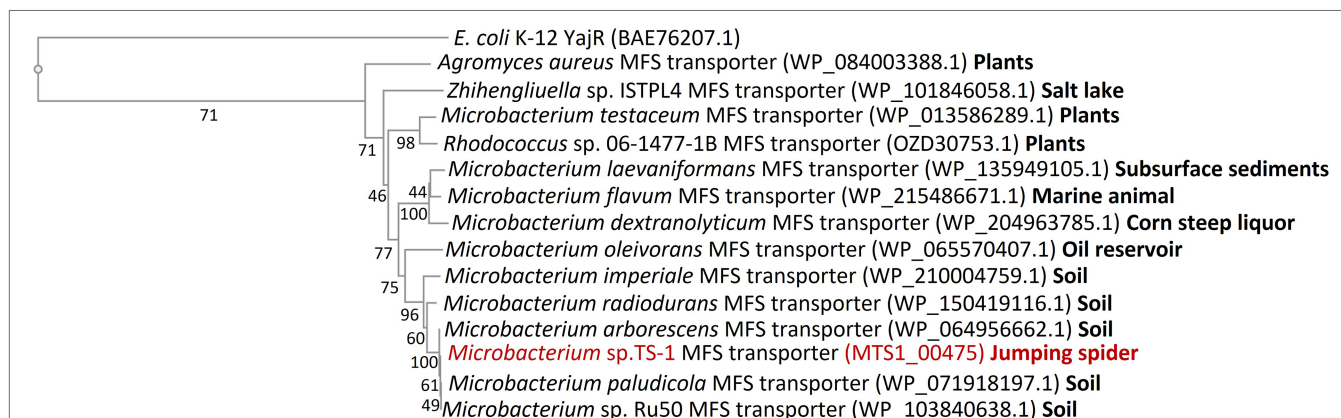 E. coli K-12 YajR (BAE76207.1)
Agromyces aureus MFS transporter (WP_084003388.1) Plants
Zhihengliuella sp. ISTPL4 MFS transporter (WP_101846058.1) Salt lake
71
Microbacterium testaceum MFS transporter (WP_013586289.1) Plants
71
98
Rhodococcus sp. 06-1477-1B MFS transporter (OZD30753.1) Plants
Microbacterium laevaniformans MFS transporter (WP_135949105.1) Subsurface sediments
46
44
Microbacterium flavum MFS transporter (WP_215486671.1) Marine animal
100
Microbacterium dextranolyticum MFS transporter (WP_204963785.1) Corn steep liquor
77
Microbacterium oleivorans MFS transporter (WP_065570407.1) Oil reservoir
75
Microbacterium imperiale MFS transporter (WP_210004759.1) Soil
96
Microbacterium radiodurans MFS transporter (WP_150419116.1) Soil
60
Microbacterium arborescens MFS transporter (WP_064956662.1) Soil
100
Microbacterium sp.TS-1 MFS transporter (MTS1_00475) Jumping spider
61
Microbacterium paludicola MFS transporter (WP_071918197.1) Soil
49
Microbacterium sp. Ru50 MFS transporter (WP_103840638.1) Soil